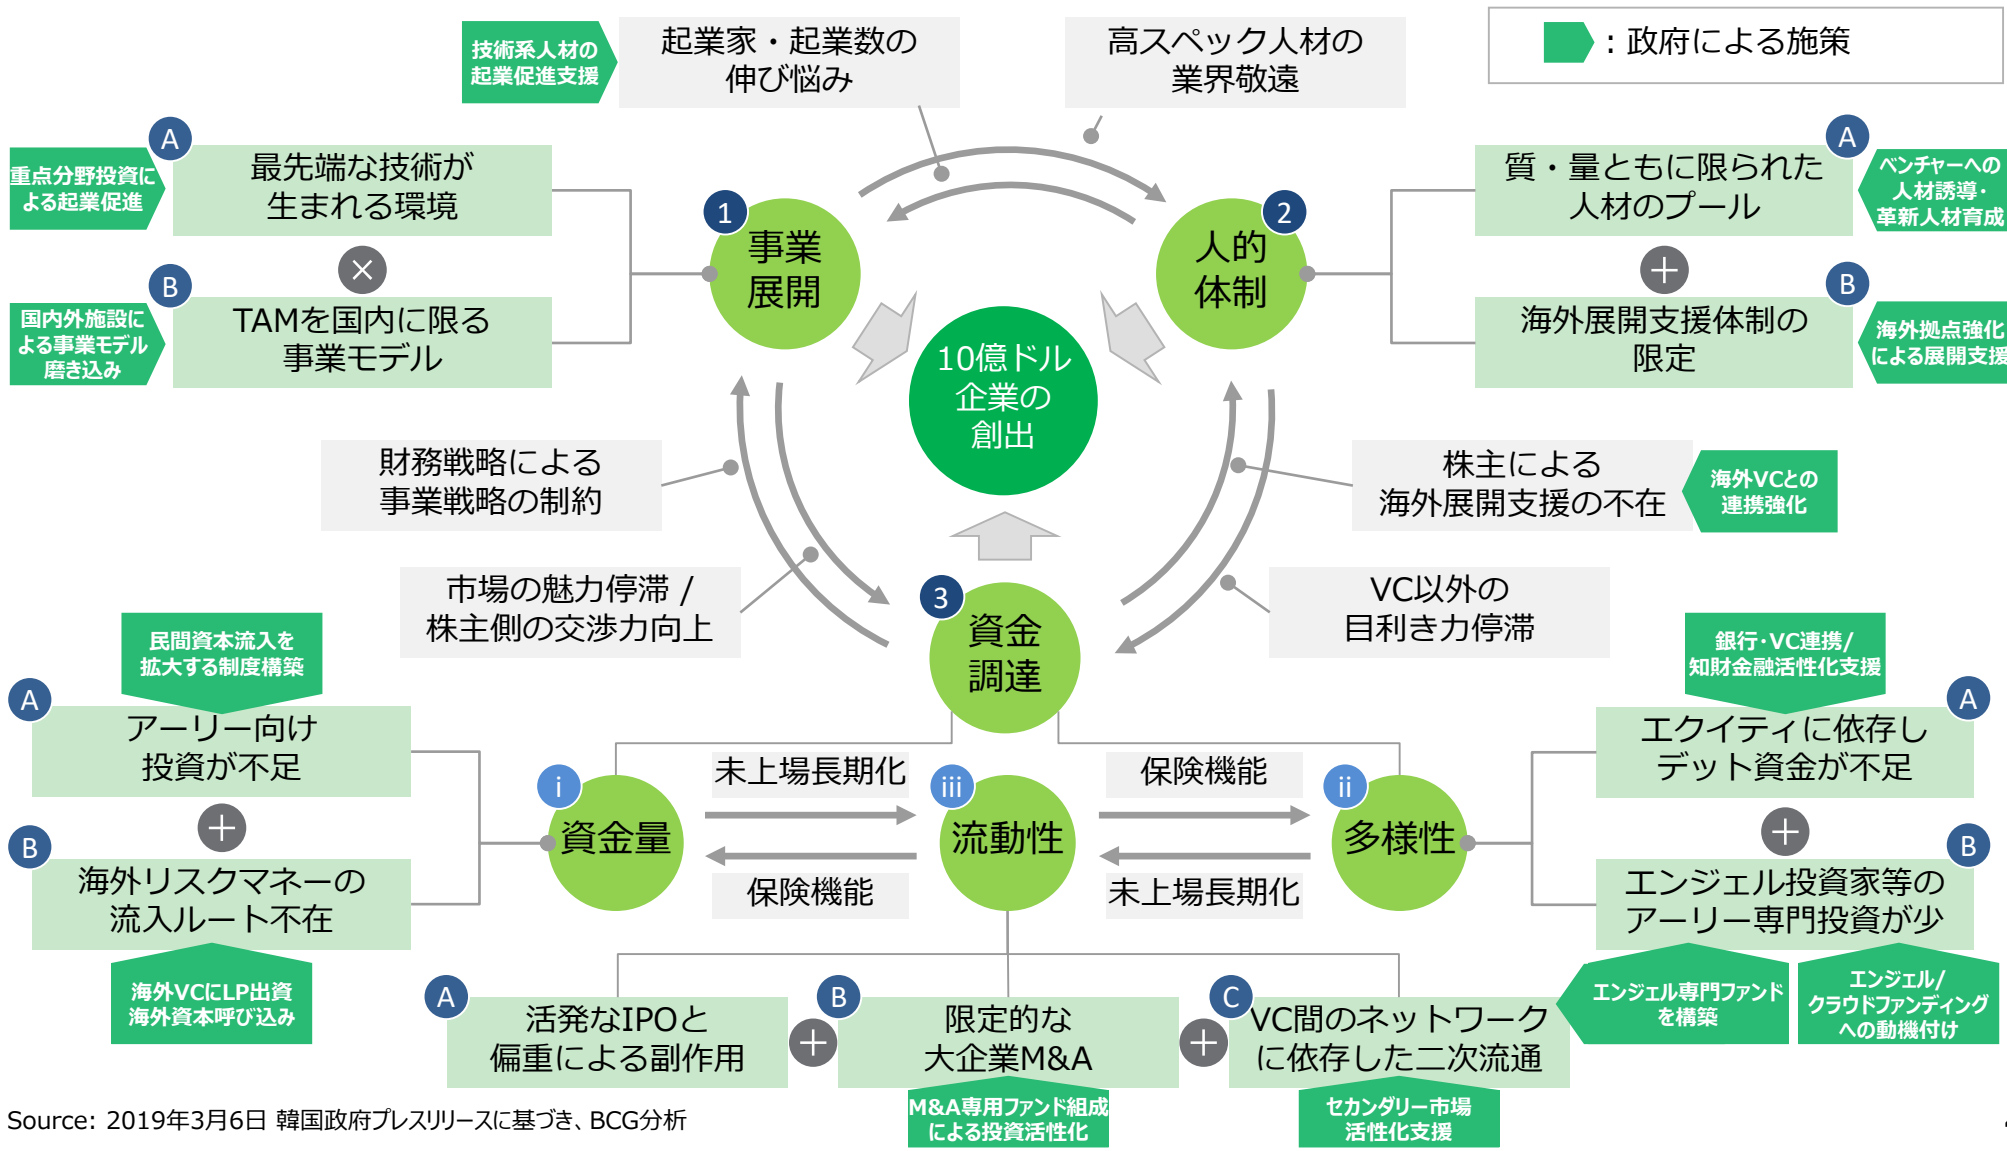 技術系人材の
起業促進支援
起業家・起業数の
伸び悩み
高スペック人材の
業界敬遠
：政府による施策
A
重点分野投資に
よる起業促進
最先端な技術が
生まれる環境
×
B
国内外施設に
よる事業モデル
磨き込み
TAMを国内に限る
事業モデル
1
事業
展開
2
人的
体制
A
質・量ともに限られた
人材のプール
ベンチャーへの
人材誘導・
革新人材育成
＋
B
海外展開支援体制の
限定
海外拠点強化
による展開支援
10億ドル
企業の
創出
財務戦略による
事業戦略の制約
株主による
海外展開支援の不在
海外VCとの
連携強化
市場の魅力停滞 /
株主側の交渉力向上
VC以外の
目利き力停滞
3
資金
調達
民間資本流入を
拡大する制度構築
A
アーリー向け
投資が不足
＋
B
海外リスクマネーの
流入ルート不在
海外VCにLP出資
海外資本呼び込み
i
資金量
未上場長期化
保険機能
iii
流動性
保険機能
未上場長期化
ii
多様性
銀行・VC連携/
知財金融活性化支援
A
エクイティに依存し
デット資金が不足
＋
B
エンジェル投資家等の
アーリー専門投資が少
エンジェル専門ファンド
を構築
エンジェル/
クラウドファンディング
への動機付け
A
活発なIPOと
偏重による副作用
＋
B
限定的な
大企業M&A
＋
C
VC間のネットワーク
に依存した二次流通
M&A専用ファンド組成
による投資活性化
セカンダリー市場
活性化支援
Source: 2019年3月6日 韓国政府プレスリリースに基づき、BCG分析